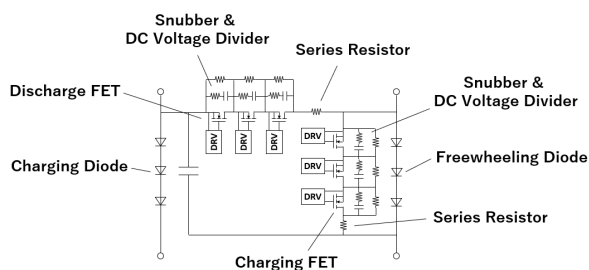 Snubber &
DC Voltage Divider
Series Resistor
Snubber &
DC Voltage Divider
Discharge FET
DRV
DRV
DRV
DRV
Charging Diode
DRV
Freewheeling Diode
DRV
Series Resistor
Charging FET